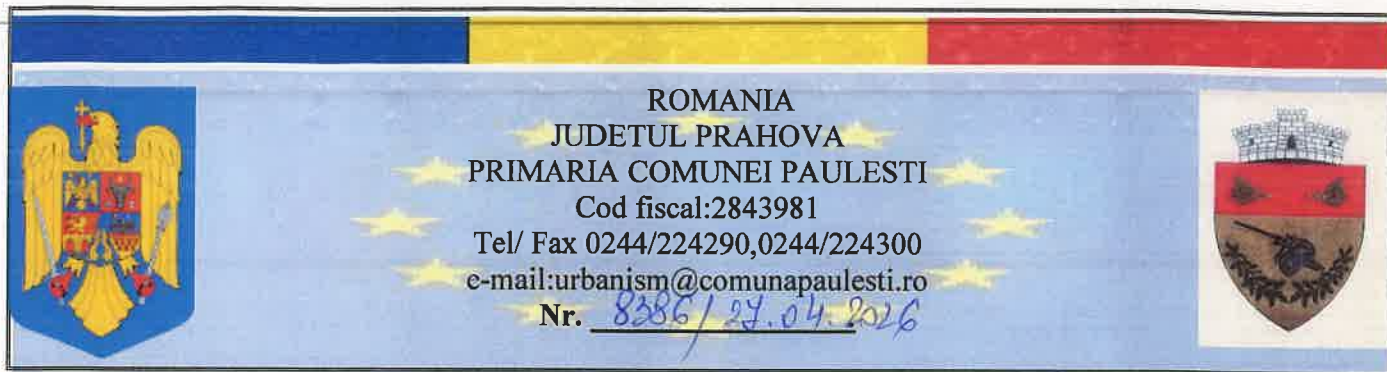 ROMANIA
JUDETUL PRAHOVA
PRIMARIA COMUNEI PAULESTI
Cod fiscal:2843981
Tel/ Fax 0244/224290,0244/224300
e-mail:urbanism@comunapaulesti.ro
Nr. 8386/27.04.2026